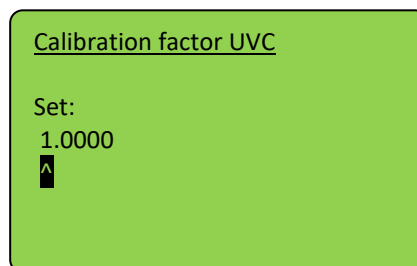 Calibration factor UVC
Set:
1.0000
^